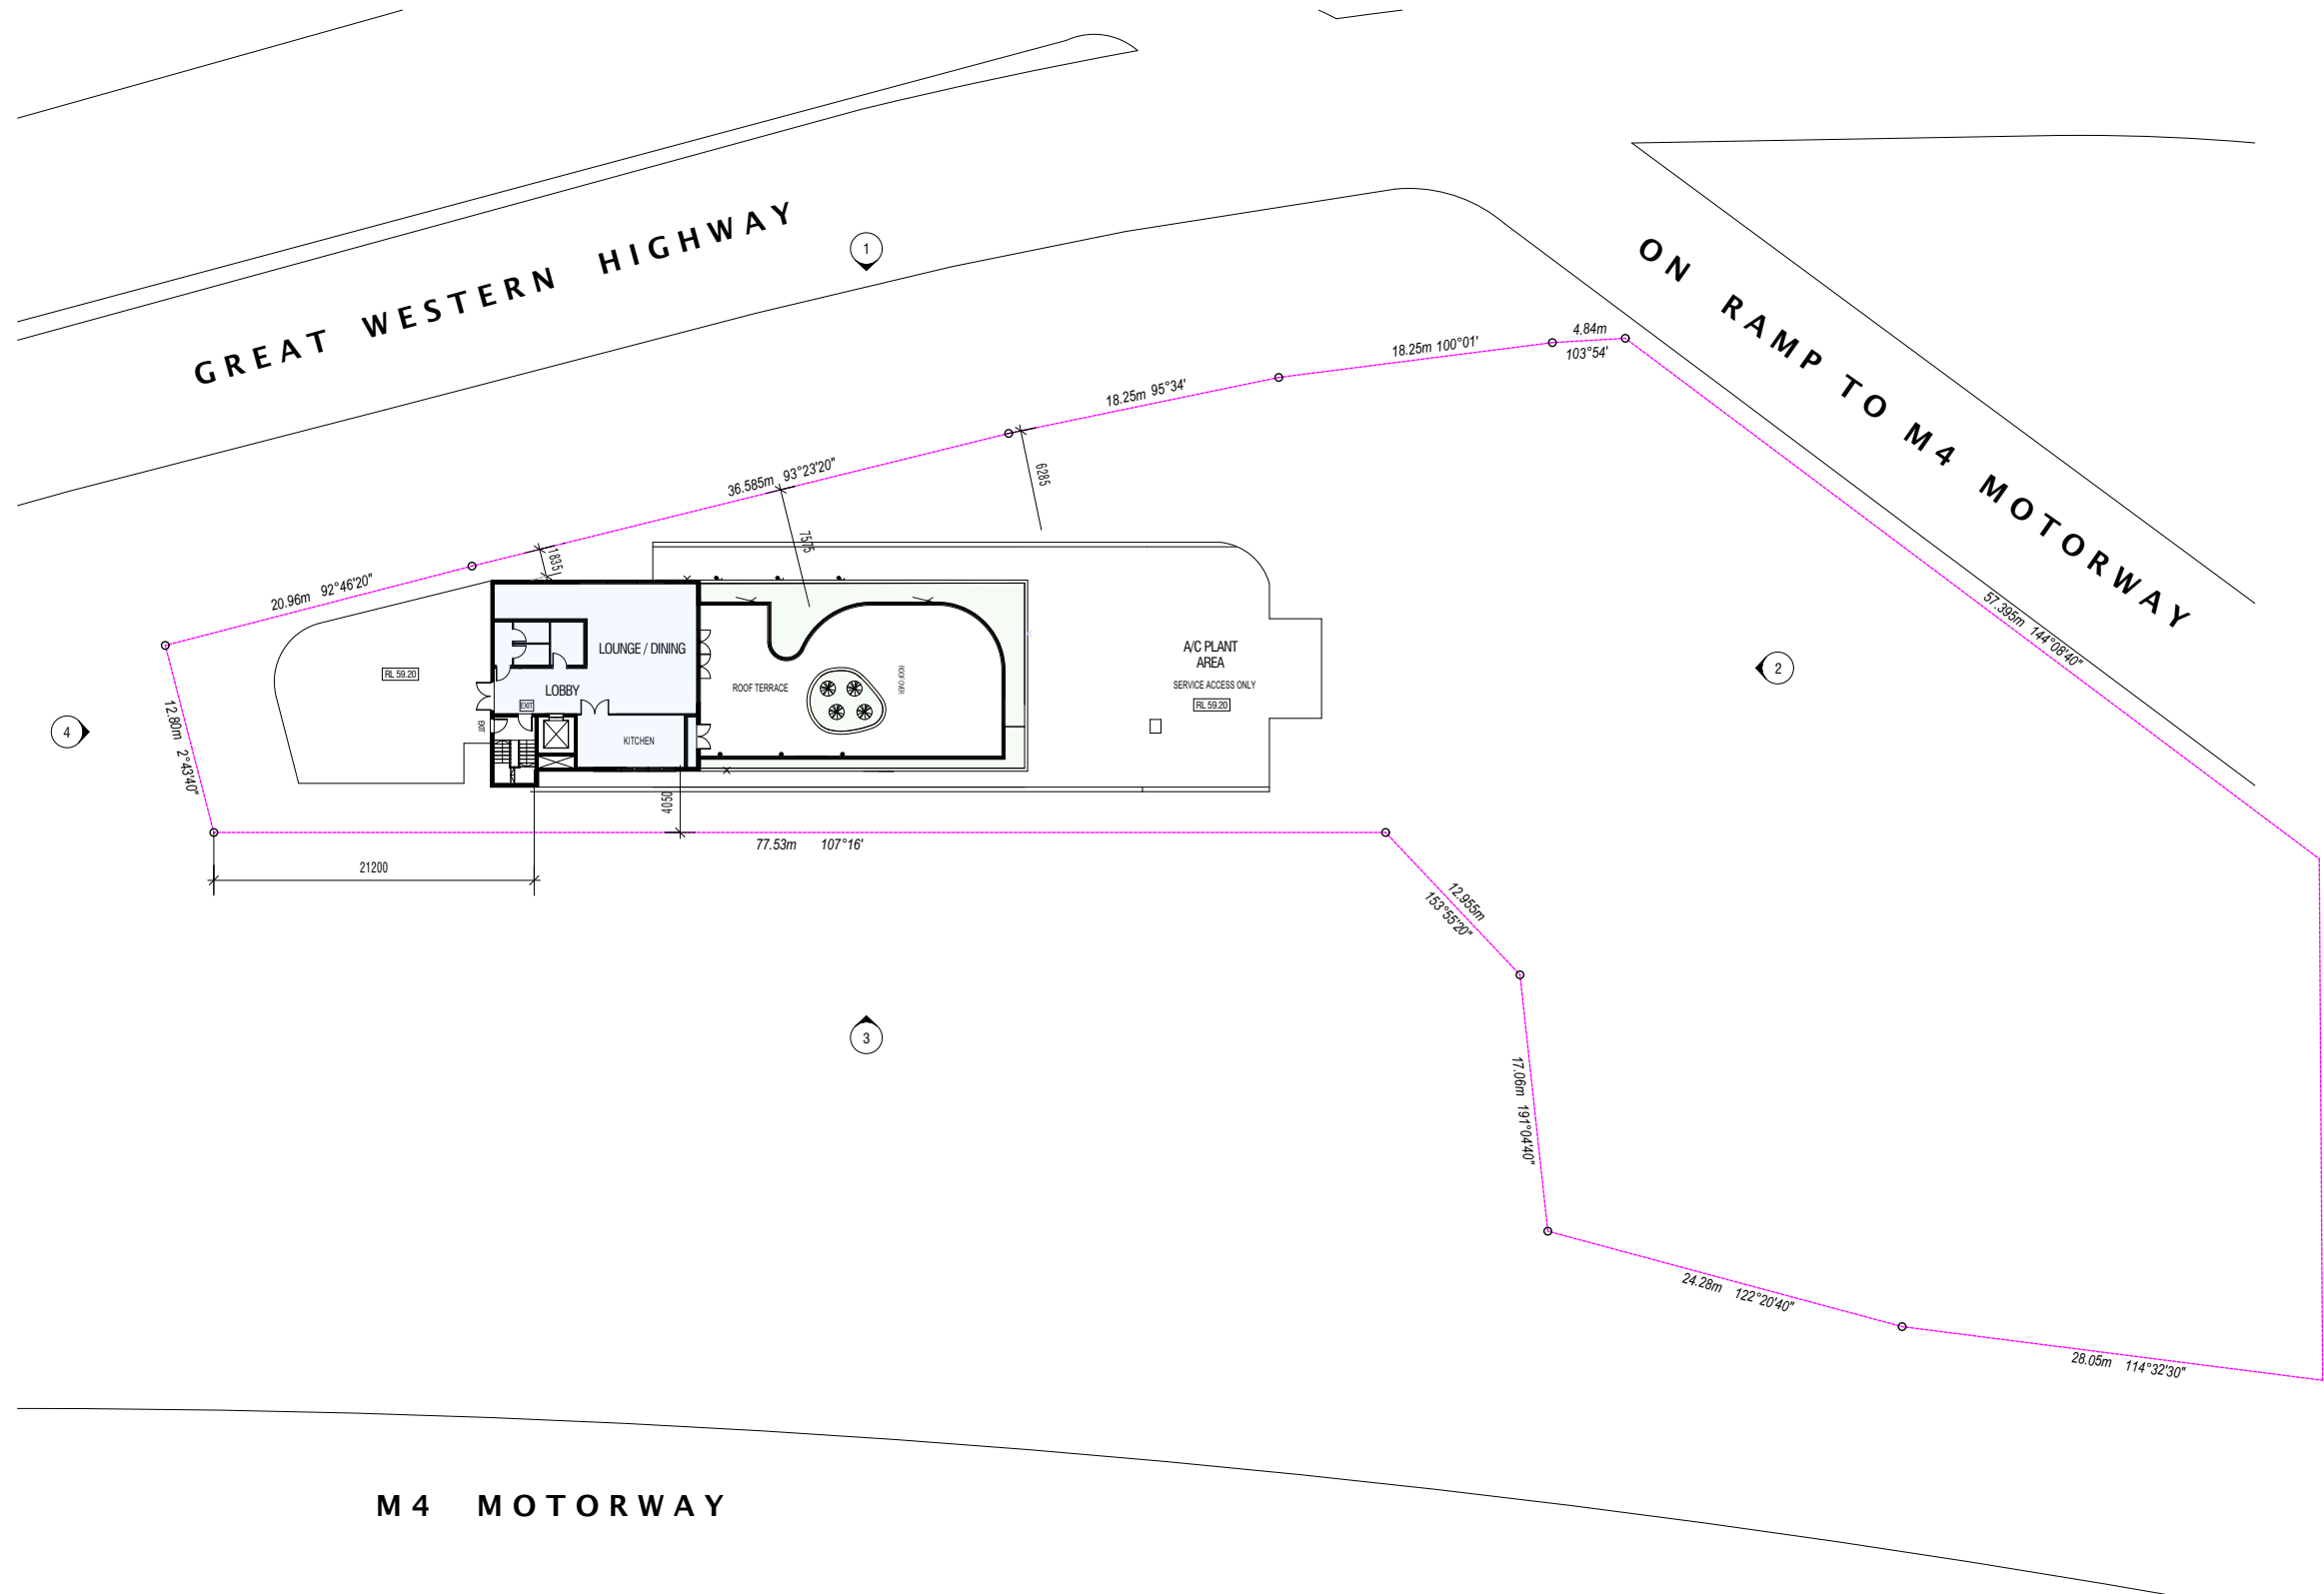 GREAT WESTERN HIGHWAY
1
ON RAMP TO M4 MOTORWAY
4.84m
103°54'
18.25m 100°01'
18.25m 95°34'
36.585m 93°23'20"
6285
7575
1835
20.96m 92°46'20"
57.395m 144°08'40"
LOUNGE / DINING
A/C PLANT
AREA
SERVICE ACCESS ONLY
RL 59.20
RL 59.20
ROOF TERRACE
ROOF OVER
LOBBY
EXIT
EXIT
KITCHEN
2
4
12.80m 2°43'40"
4050
77.53m 107°16'
21200
12.955m
153°55'20"
3
17.06m 191°04'40"
24.28m 122°20'40"
28.05m 114°32'30"
M4 MOTORWAY